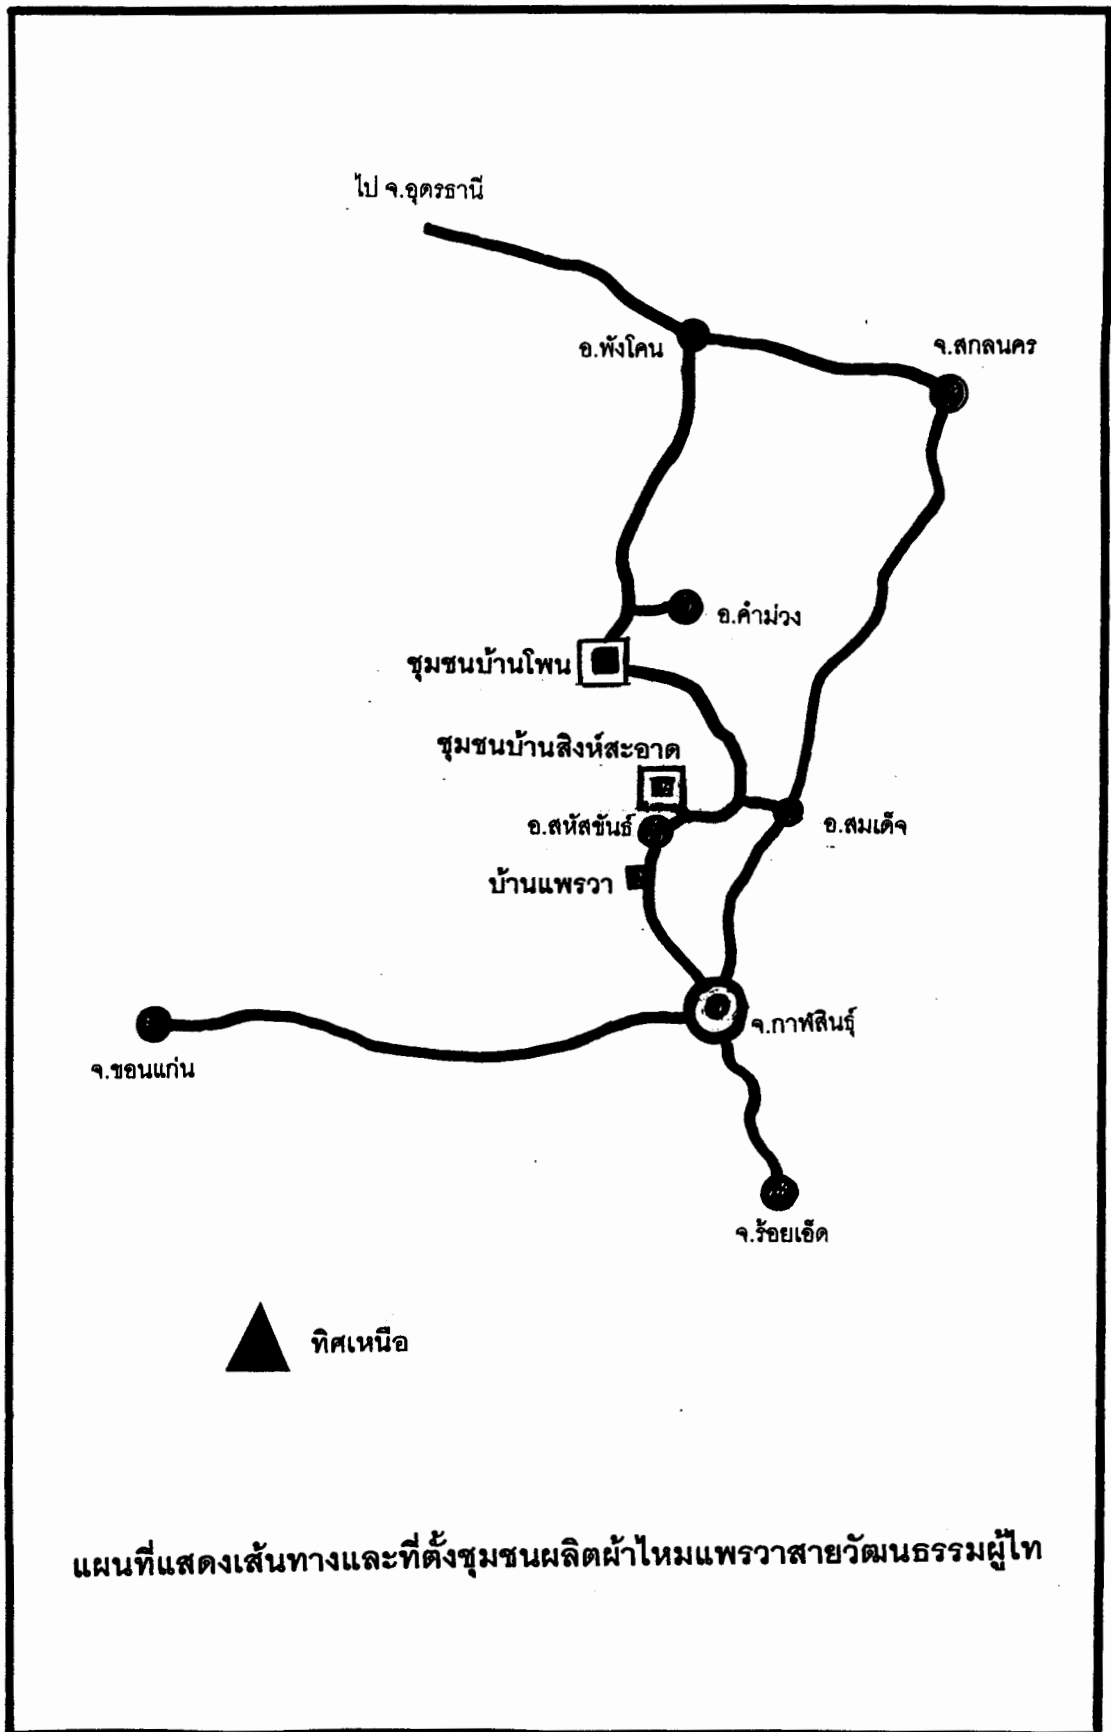 ไป จ.อุดรธานี
อ.พังโคน
จ.สกลนคร
อ.คำม่วง
ชุมชนบ้านโพน
ชุมชนบ้านสิงห์สะอาด
อ.สหัสขันธ์
อ.สมเด็จ
บ้านแพรวา
จ.กาฬสินธุ์
จ.ขอนแก่น
จ.ร้อยเอ็ด
ทิศเหนือ
แผนที่แสดงเส้นทางและที่ตั้งชุมชนผลิตผ้าไหมแพรวาสายวัฒนธรรมผู้ไท